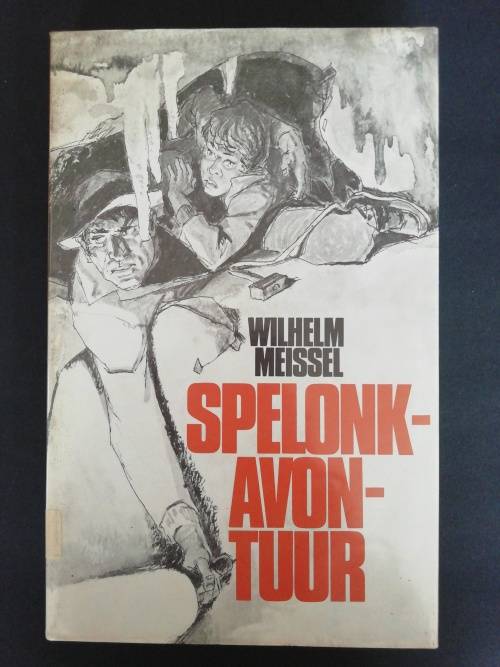 WILHELM
MEISSEL
SPELONK-
AVON-
TUUR